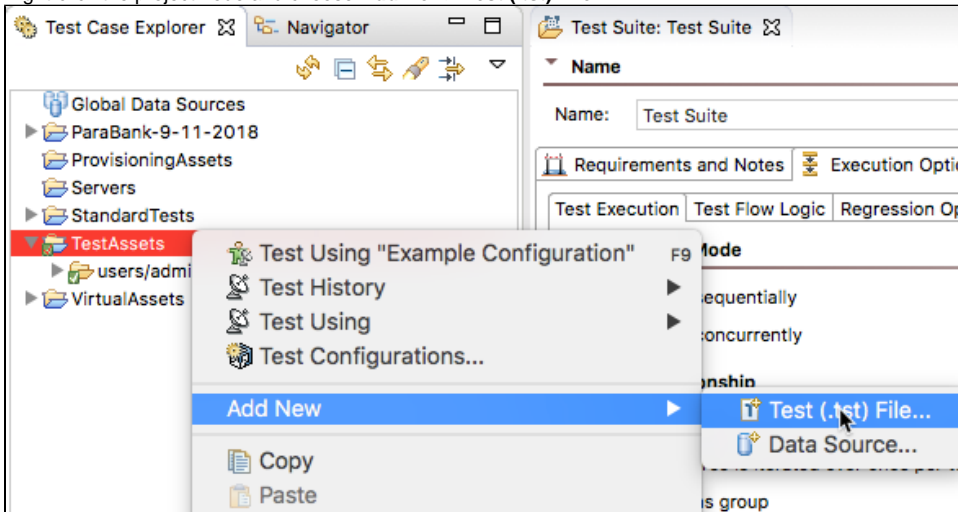 Test Case Explorer
Navigator
Test Suite: Test Suite
Name
Name: Test Suite
Global Data Sources
ParaBank-9-11-2018
ProvisioningAssets
Servers
StandardTests
TestAssets
users/admi
VirtualAssets
Requirements and Notes
Execution Optio
Test Execution
Test Flow Logic
Regression Op
Mode
sequentially
concurrently
nship
Test Using "Example Configuration" F9
Test History
Test Using
Test Configurations...
Add New
Copy
Paste
Test (.tst) File...
Data Source...
s group